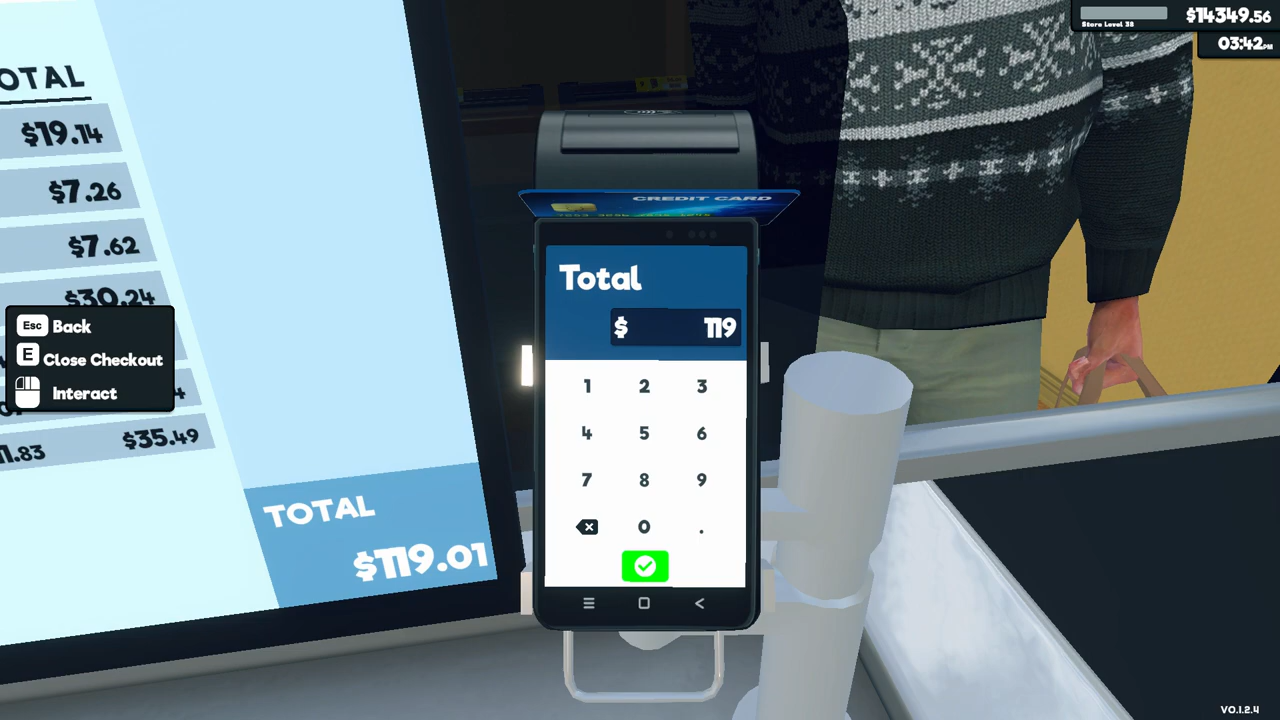 OTAL
$19.14
$7.26
$7.62
$30.24
$35.49
TOTAL
$119.01
Esc Back
E Close Checkout
Interact
CREDIT CARD
Total
$ 119
1 2 3
4 5 6
7 8 9
0 .
Store Level 38
$14349.56
03:42PM
V0.1.2.4